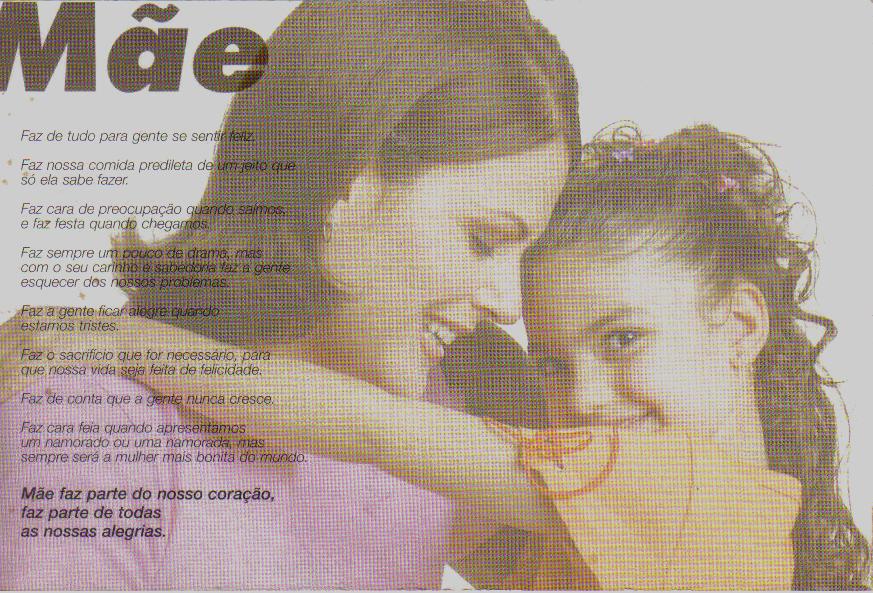 Mãe
Faz de tudo para gente se sentir feliz.
Faz nossa comida predileta de um jeito que
só ela sabe fazer.
Faz cara de preocupação quando saímos,
e faz festa quando chegamos.
Faz sempre um pouco de drama, mas
com o seu carinho e sabedoria faz a gente
esquecer dos nossos problemas.
Faz a gente ficar alegre quando
estamos tristes.
Faz o sacrifício que for necessário, para
que nossa vida seja feita de felicidade.
Faz de conta que a gente nunca cresce.
Faz cara feia quando apresentamos
um namorado ou uma namorada, mas
sempre será a mulher mais bonita do mundo.
Mãe faz parte do nosso coração,
faz parte de todas
as nossas alegrias.